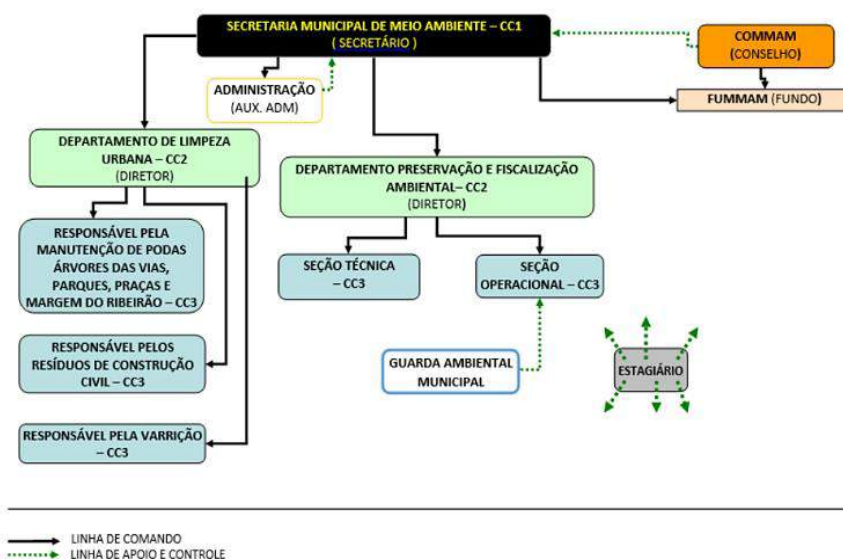 SECRETARIA MUNICIPAL DE MEIO AMBIENTE – CC1
( SECRETÁRIO )
COMMAM
(CONSELHO)
ADMINISTRAÇÃO
(AUX. ADM)
FUMMAM (FUNDO)
DEPARTAMENTO DE LIMPEZA
URBANA – CC2
(DIRETOR)
DEPARTAMENTO PRESERVAÇÃO E FISCALIZAÇÃO
AMBIENTAL– CC2
(DIRETOR)
RESPONSÁVEL PELA
MANUTENÇÃO DE PODAS
ÁRVORES DAS VIAS,
PARQUES, PRAÇAS E
MARGEM DO RIBEIRÃO – CC3
SEÇÃO TÉCNICA
– CC3
SEÇÃO
OPERACIONAL – CC3
RESPONSÁVEL PELOS
RESÍDUOS DE CONSTRUÇÃO
CIVIL – CC3
GUARDA AMBIENTAL
MUNICIPAL
ESTAGIÁRIO
RESPONSÁVEL PELA VARRIÇÃO
– CC3
LINHA DE COMANDO
LINHA DE APOIO E CONTROLE